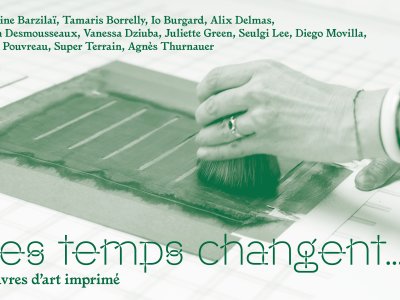 ine Barzilaï, Tamaris Borrelly, Io Burgard, Alix Delmas,
Desmousseaux, Vanessa Dziuba, Juliette Green, Seulgi Lee, Diego Movilla,
Pouvreau, Super Terrain, Agnès Thurnauer
es temps changent...
uvres d'art imprimé